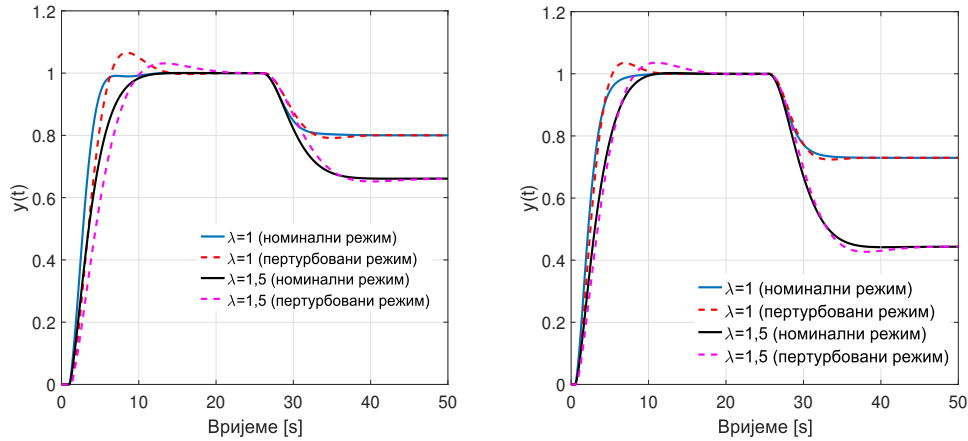 1.2
1
0.8
0.6
0.4
0.2
0
y(t)
λ=1 (номинални режим)
λ=1 (пертурбовани режим)
λ=1,5 (номинални режим)
λ=1,5 (пертурбовани режим)
0 10 20 30 40 50
Вријеме [s]
1.2
1
0.8
0.6
0.4
0.2
0
y(t)
λ=1 (номинални режим)
λ=1 (пертурбовани режим)
λ=1,5 (номинални режим)
λ=1,5 (пертурбовани режим)
0 10 20 30 40 50
Вријеме [s]